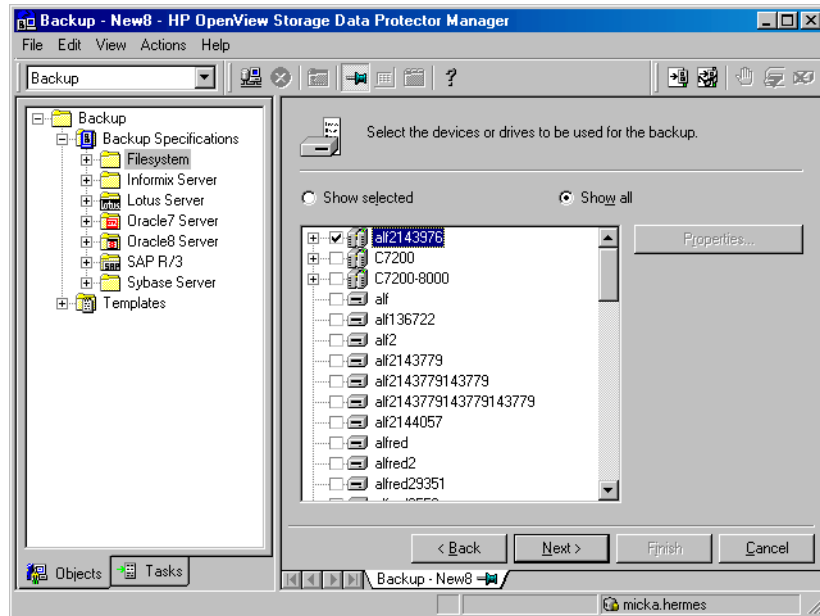 Backup - New8 - HP OpenView Storage Data Protector Manager
File Edit View Actions Help
Backup
?
Backup
Backup Specifications
Filesystem
Informix Server
Lotus Server
Oracle7 Server
Oracle8 Server
SAP R/3
Sybase Server
Templates
Objects
Tasks
Select the devices or drives to be used for the backup.
Show selected
Show all
alf2143976
C7200
C7200-8000
alf
alf136722
alf2
alf2143779
alf2143779143779
alf2143779143779143779
alf2144057
alfred
alfred2
alfred29351
Properties...
< Back
Next >
Finish
Cancel
Backup - New8
micka.hermes